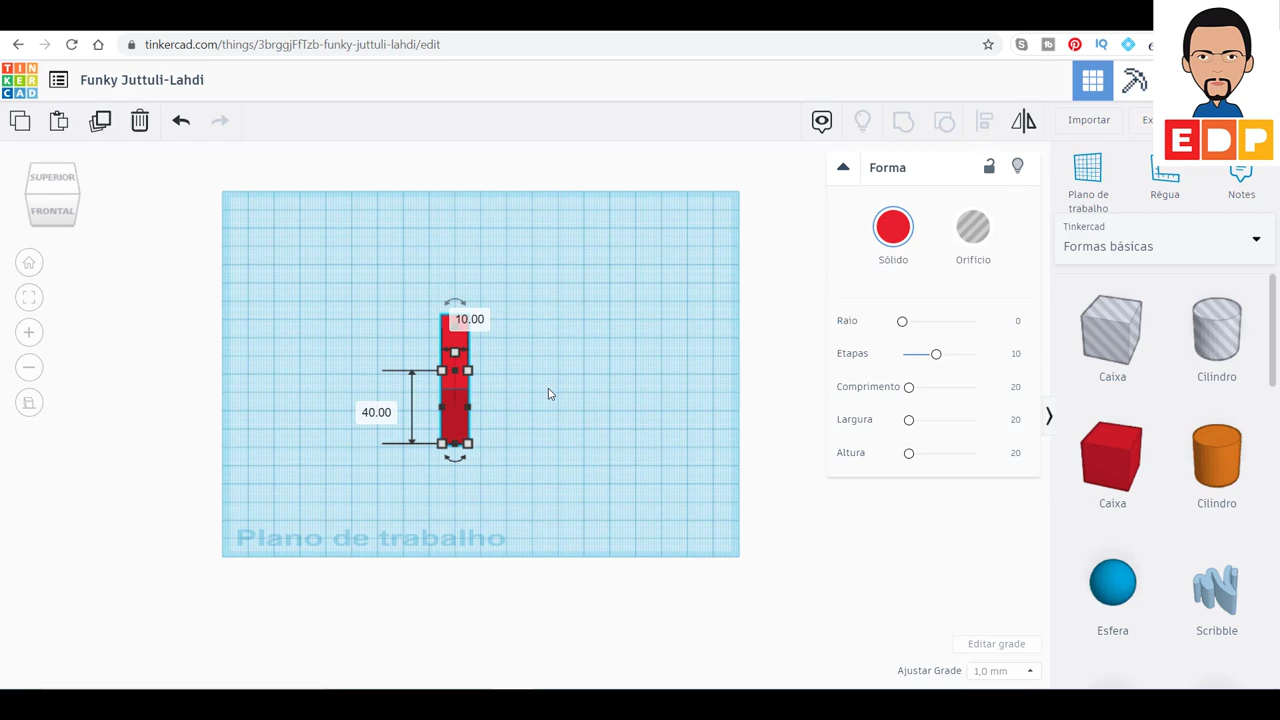 tinkercad.com/things/3brggjFfTzb-funky-juttuli-lahdi/edit
TIN
KER
CAD
Funky Juttuli-Lahdi
EDP
Importar
Ex
SUPERIOR
FRONTAL
Forma
Plano de
trabalho
Régua
Notes
Sólido
Orifício
Tinkercad
Formas básicas
Raio 0
Etapas 10
Comprimento 20
Largura 20
Altura 20
10.00
40.00
Caixa
Cilindro
Caixa
Cilindro
Esfera
Scribble
Plano de trabalho
Editar grade
Ajustar Grade 1,0 mm